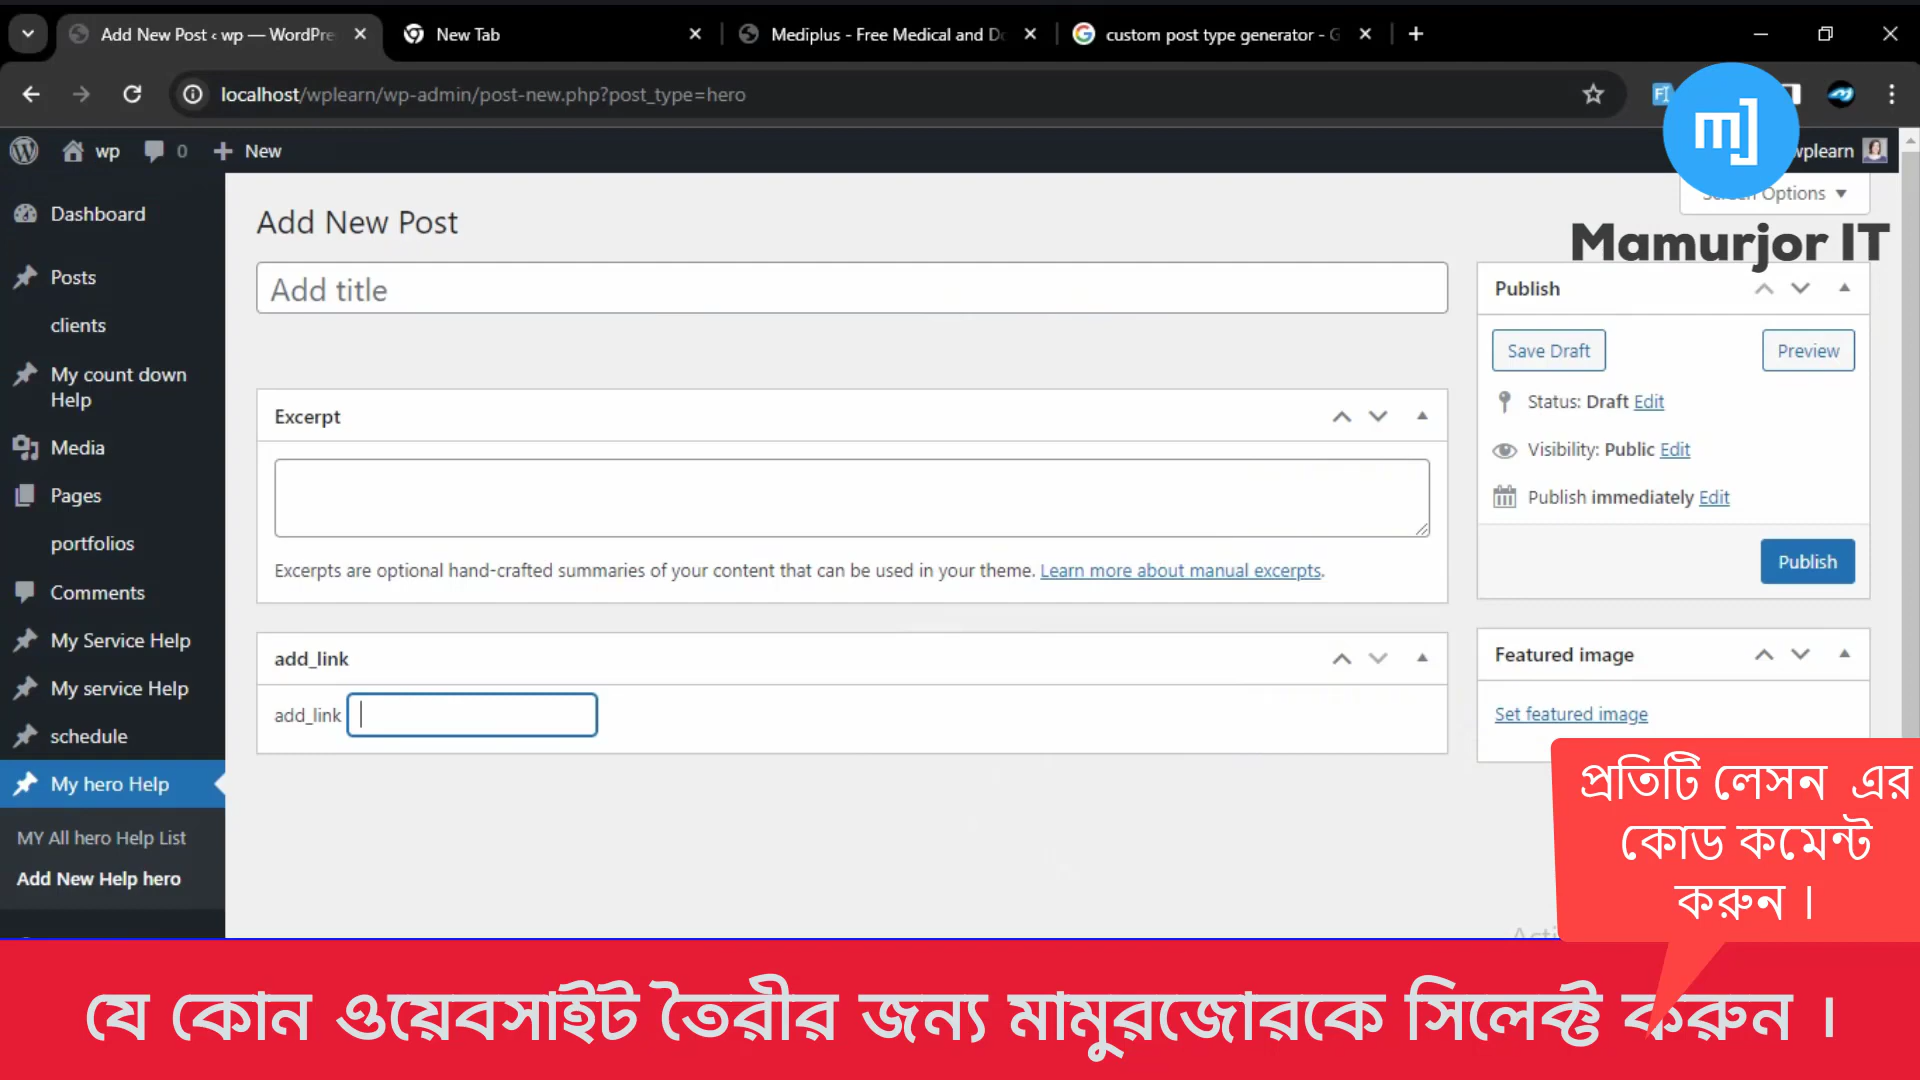 Add New Post ‹ wp — WordPre
New Tab
Mediplus - Free Medical and Do
custom post type generator - G
localhost/wplearn/wp-admin/post-new.php?post_type=hero
wp
0
New
wplearn
Screen Options
mJ
Mamurjor IT
Dashboard
Posts
clients
My count down
Help
Media
Pages
portfolios
Comments
My Service Help
My service Help
schedule
My hero Help
MY All hero Help List
Add New Help hero
Add New Post
Add title
Excerpt
Excerpts are optional hand-crafted summaries of your content that can be used in your theme. Learn more about manual excerpts.
add_link
add_link
Publish
Save Draft
Preview
Status: Draft Edit
Visibility: Public Edit
Publish immediately Edit
Publish
Featured image
Set featured image
প্রতিটি লেসন এর
কোড কমেন্ট
করুন ।
যে কোন ওয়েবসাইট তৈরীর জন্য মামুরজোরকে সিলেক্ট করুন ।